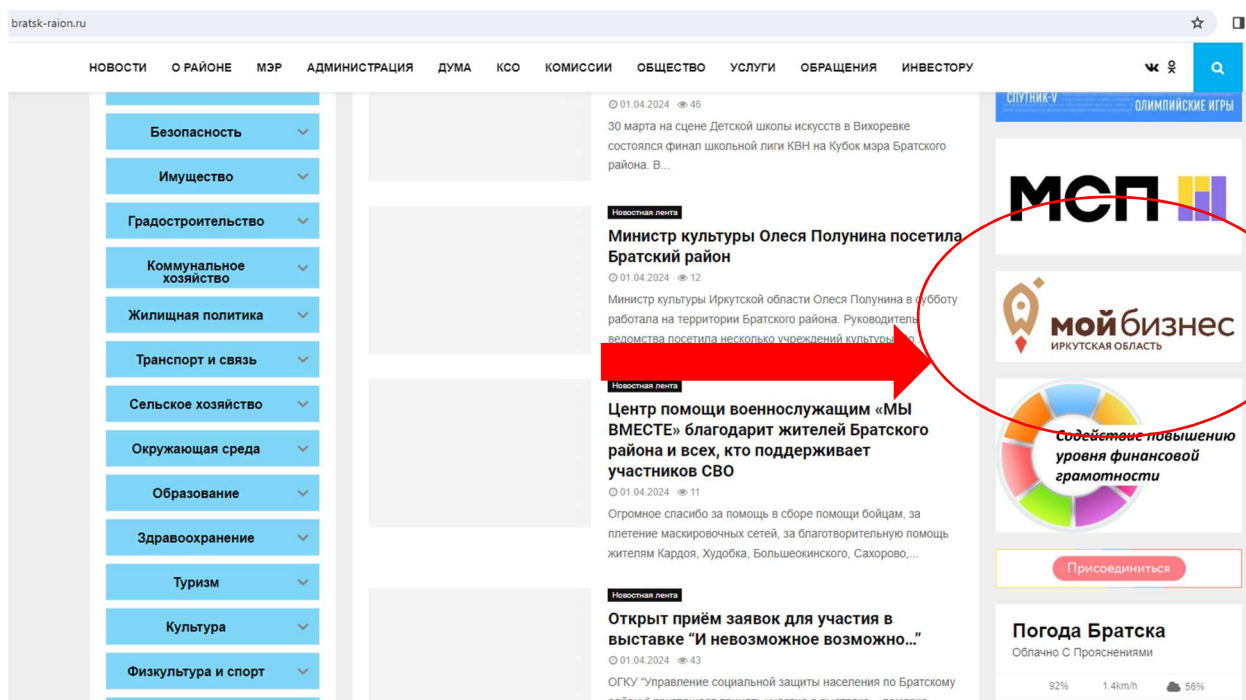 bratsk-raion.ru
НОВОСТИ О РАЙОНЕ МЭР АДМИНИСТРАЦИЯ ДУМА КСО КОМИССИИ ОБЩЕСТВО УСЛУГИ ОБРАЩЕНИЯ ИНВЕСТОРУ
Безопасность
Имущество
Градостроительство
Коммунальное
хозяйство
Жилищная политика
Транспорт и связь
Сельское хозяйство
Окружающая среда
Образование
Здравоохранение
Туризм
Культура
Физкультура и спорт
01.04.2024 46
30 марта на сцене Детской школы искусств в Вихоревке
состоялся финал школьной лиги КВН на Кубок мэра Братского
района. В...
Новостная лента
Министр культуры Олеся Полунина посетила
Братский район
01.04.2024 12
Министр культуры Иркутской области Олеся Полунина в субботу
работала на территории Братского района. Руководитель
ведомства посетила несколько учреждений культуры.
Новостная лента
Центр помощи военнослужащим «МЫ
ВМЕСТЕ» благодарит жителей Братского
района и всех, кто поддерживает
участников СВО
01.04.2024 11
Огромное спасибо за помощь в сборе помощи бойцам, за
плетение маскировочных сетей, за благотворительную помощь
жителям Кардоя, Худобка, Большеокинского, Сахорово,...
Новостная лента
Открыт приём заявок для участия в
выставке “И невозможное возможно...”
01.04.2024 43
ОГКУ “Управление социальной защиты населения по Братскому
СПУТНИК-V
ОЛИМПИЙСКИЕ ИГРЫ
МСП
мой бизнес
ИРКУТСКАЯ ОБЛАСТЬ
Содействие повышению
уровня финансовой
грамотности
Присоединиться
Погода Братска
Облачно С Прояснениями
92% 1.4km/h 56%